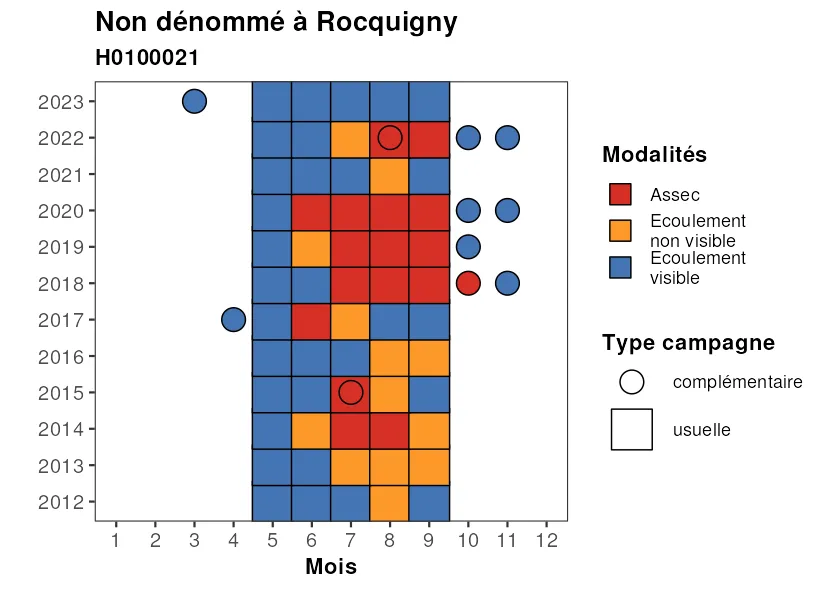 Non dénommé à Rocquigny
H0100021
2023
2022
2021
2020
2019
2018
2017
2016
2015
2014
2013
2012
1 2 3 4 5 6 7 8 9 10 11 12
Mois
Modalités
Assec
Ecoulement
non visible
Ecoulement
visible
Type campagne
complémentaire
usuelle